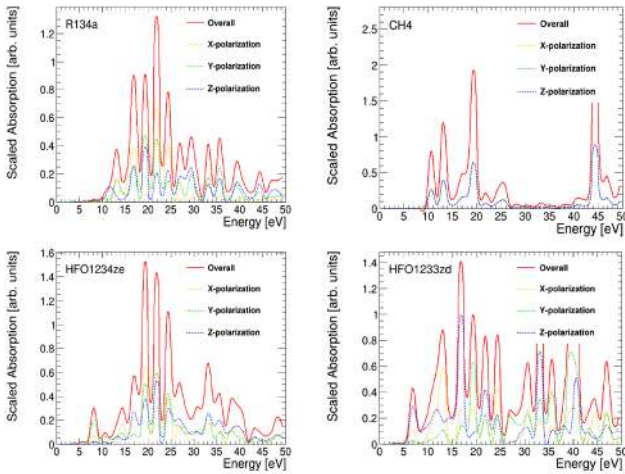 Scaled Absorption [arb. units]
R134a
Overall
X-polarization
Y-polarization
Z-polarization
1.2
1
0.8
0.6
0.4
0.2
0
0 5 10 15 20 25 30 35 40 45 50
Energy [eV]
Scaled Absorption [arb. units]
CH4
Overall
X-polarization
Y-polarization
Z-polarization
2.5
2
1.5
1
0.5
0
0 5 10 15 20 25 30 35 40 45 50
Energy [eV]
Scaled Absorption [arb. units]
HFO1234ze
Overall
X-polarization
Y-polarization
Z-polarization
1.6
1.4
1.2
1
0.8
0.6
0.4
0.2
0
0 5 10 15 20 25 30 35 40 45 50
Energy [eV]
Scaled Absorption [arb. units]
HFO1233zd
Overall
X-polarization
Y-polarization
Z-polarization
1.4
1.2
1
0.8
0.6
0.4
0.2
0
0 5 10 15 20 25 30 35 40 45 50
Energy [eV]